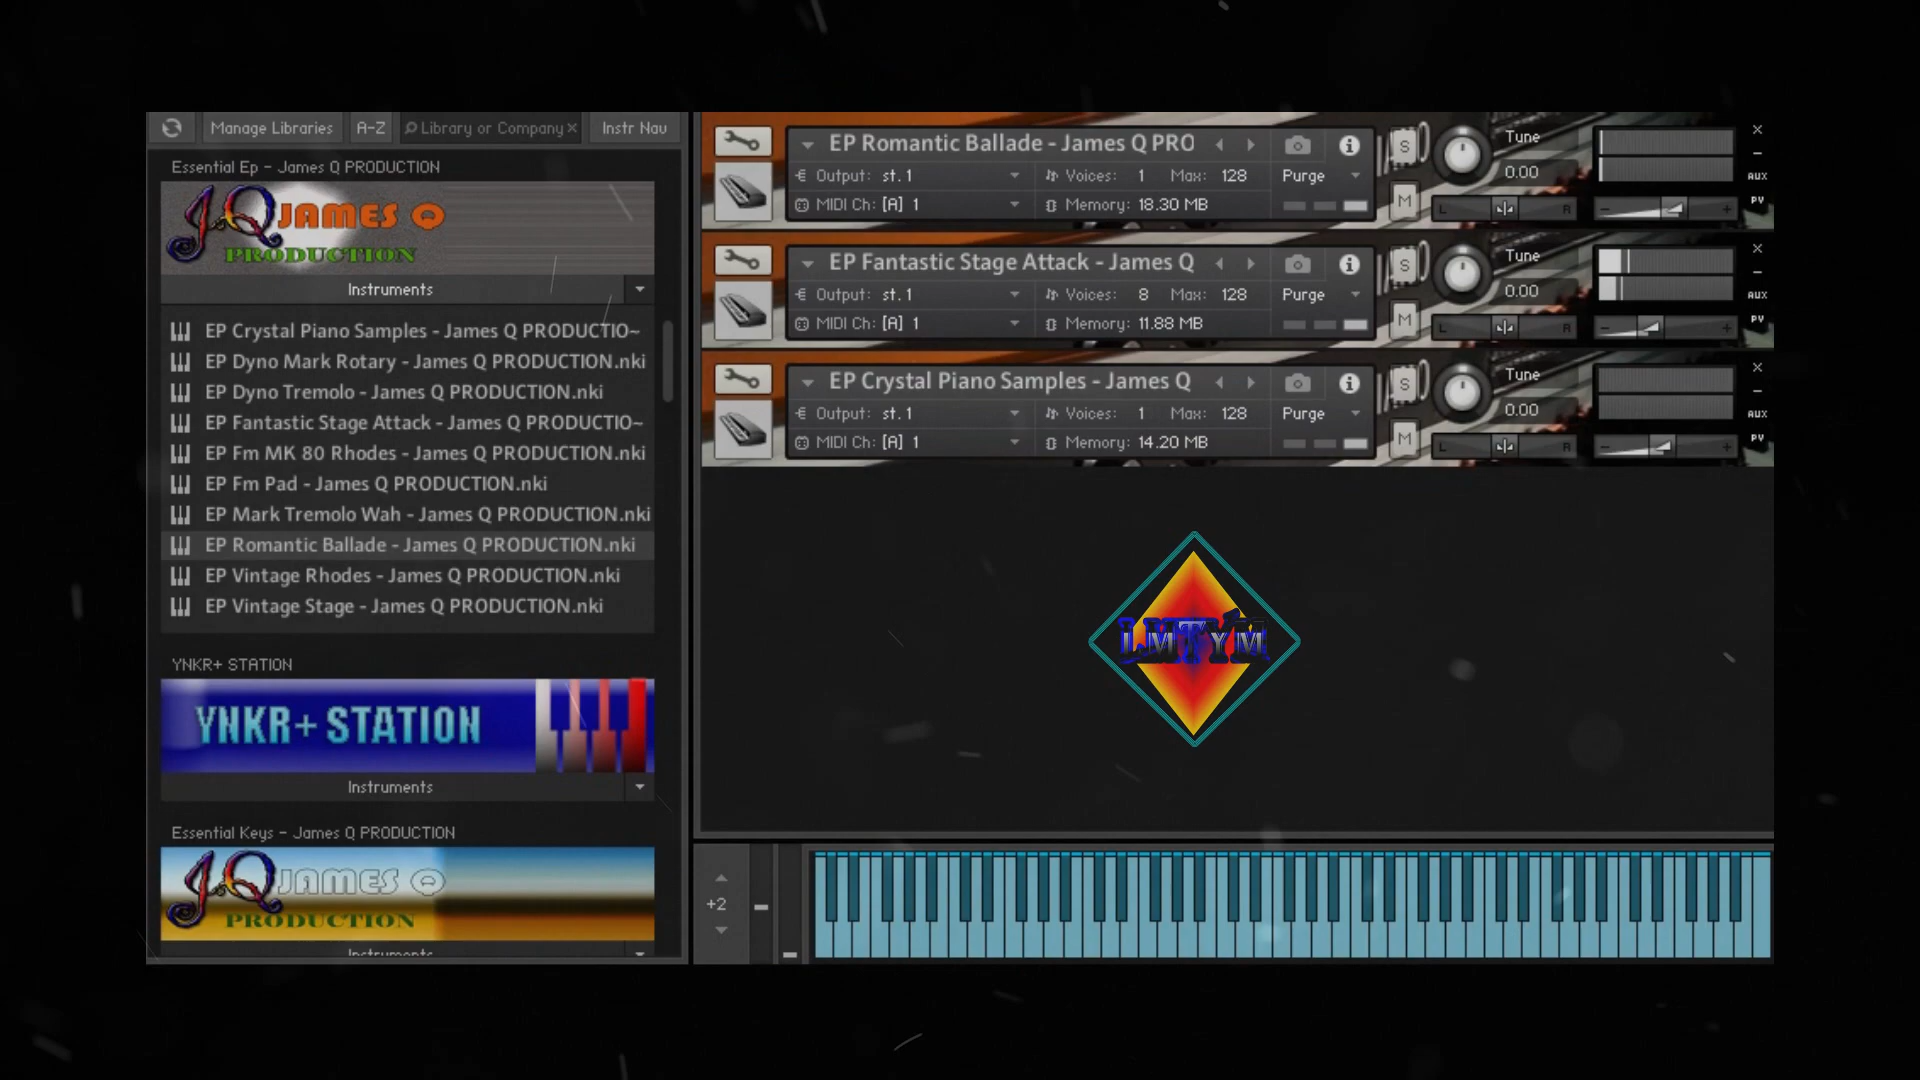 Manage Libraries A-Z Library or Company × Instr Nav
Essential Ep - James Q PRODUCTION
JQ JAMES Q
PRODUCTION
Instruments
EP Crystal Piano Samples - James Q PRODUCTIO~
EP Dyno Mark Rotary - James Q PRODUCTION.nki
EP Dyno Tremolo - James Q PRODUCTION.nki
EP Fantastic Stage Attack - James Q PRODUCTIO~
EP Fm MK 80 Rhodes - James Q PRODUCTION.nki
EP Fm Pad - James Q PRODUCTION.nki
EP Mark Tremolo Wah - James Q PRODUCTION.nki
EP Romantic Ballade - James Q PRODUCTION.nki
EP Vintage Rhodes - James Q PRODUCTION.nki
EP Vintage Stage - James Q PRODUCTION.nki
YNKR+ STATION
YNKR+ STATION
Instruments
Essential Keys - James Q PRODUCTION
JQ JAMES Q
PRODUCTION
Instruments
EP Romantic Ballade - James Q PRO
Output: st.1 Voices: 1 Max: 128 Purge
MIDI Ch: [A] 1 Memory: 18.30 MB
S
M
Tune
0.00
L R
- +
×
AUX
PV
EP Fantastic Stage Attack - James Q
Output: st.1 Voices: 8 Max: 128 Purge
MIDI Ch: [A] 1 Memory: 11.88 MB
S
M
Tune
0.00
L R
- +
×
AUX
PV
EP Crystal Piano Samples - James Q
Output: st.1 Voices: 1 Max: 128 Purge
MIDI Ch: [A] 1 Memory: 14.20 MB
S
M
Tune
0.00
L R
- +
×
AUX
PV
LMTYM
+2